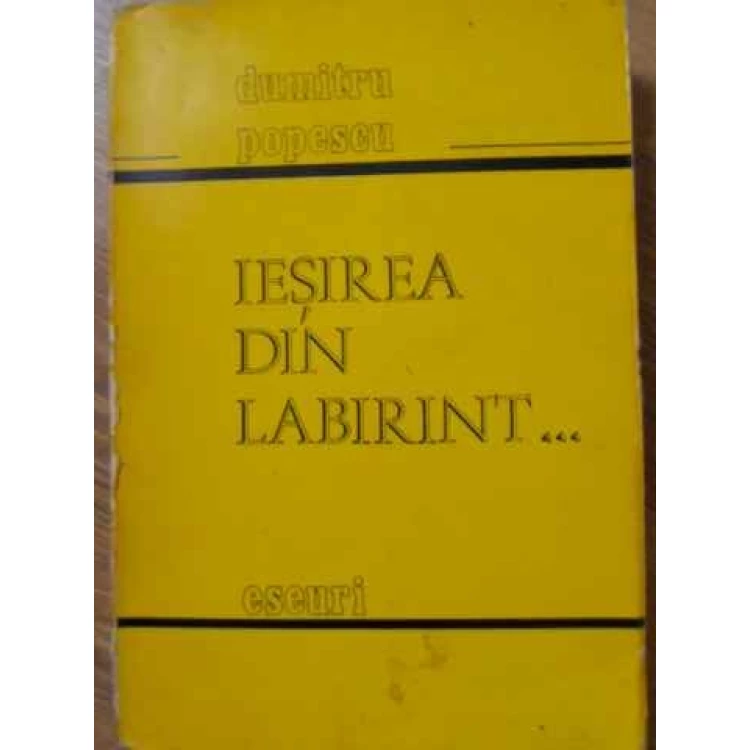 dumitru
popescu
IEȘIREA
DIN
LABIRINT...
eseuri